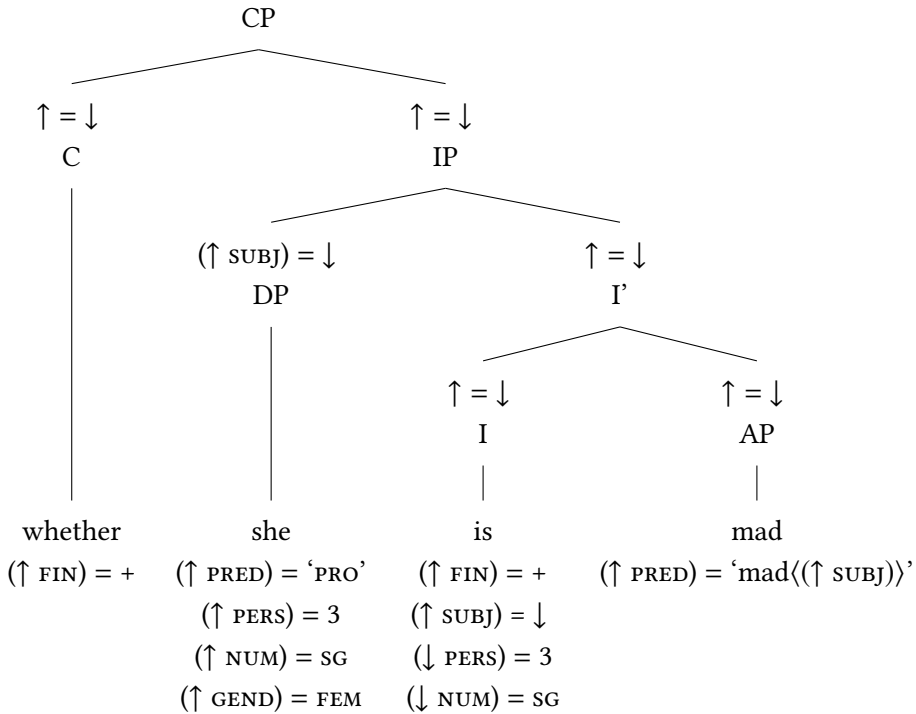 CP
↑ = ↓ ↑ = ↓
C IP
(↑ SUBJ) = ↓ ↑ = ↓
DP I’
↑ = ↓ ↑ = ↓
I AP
whether she is mad
(↑ FIN) = + (↑ PRED) = ‘PRO’ (↑ FIN) = + (↑ PRED) = ‘mad⟨(↑ SUBJ)⟩’
(↑ PERS) = 3 (↑ SUBJ) = ↓
(↑ NUM) = SG (↓ PERS) = 3
(↑ GEND) = FEM (↓ NUM) = SG